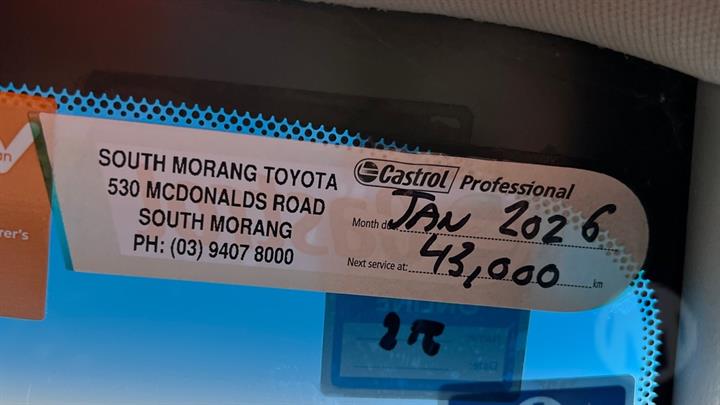 SOUTH MORANG TOYOTA
530 MCDONALDS ROAD
SOUTH MORANG
PH: (03) 9407 8000
Castrol Professional
Month d JAN 2026
Next service at: 43,000 km
rer's